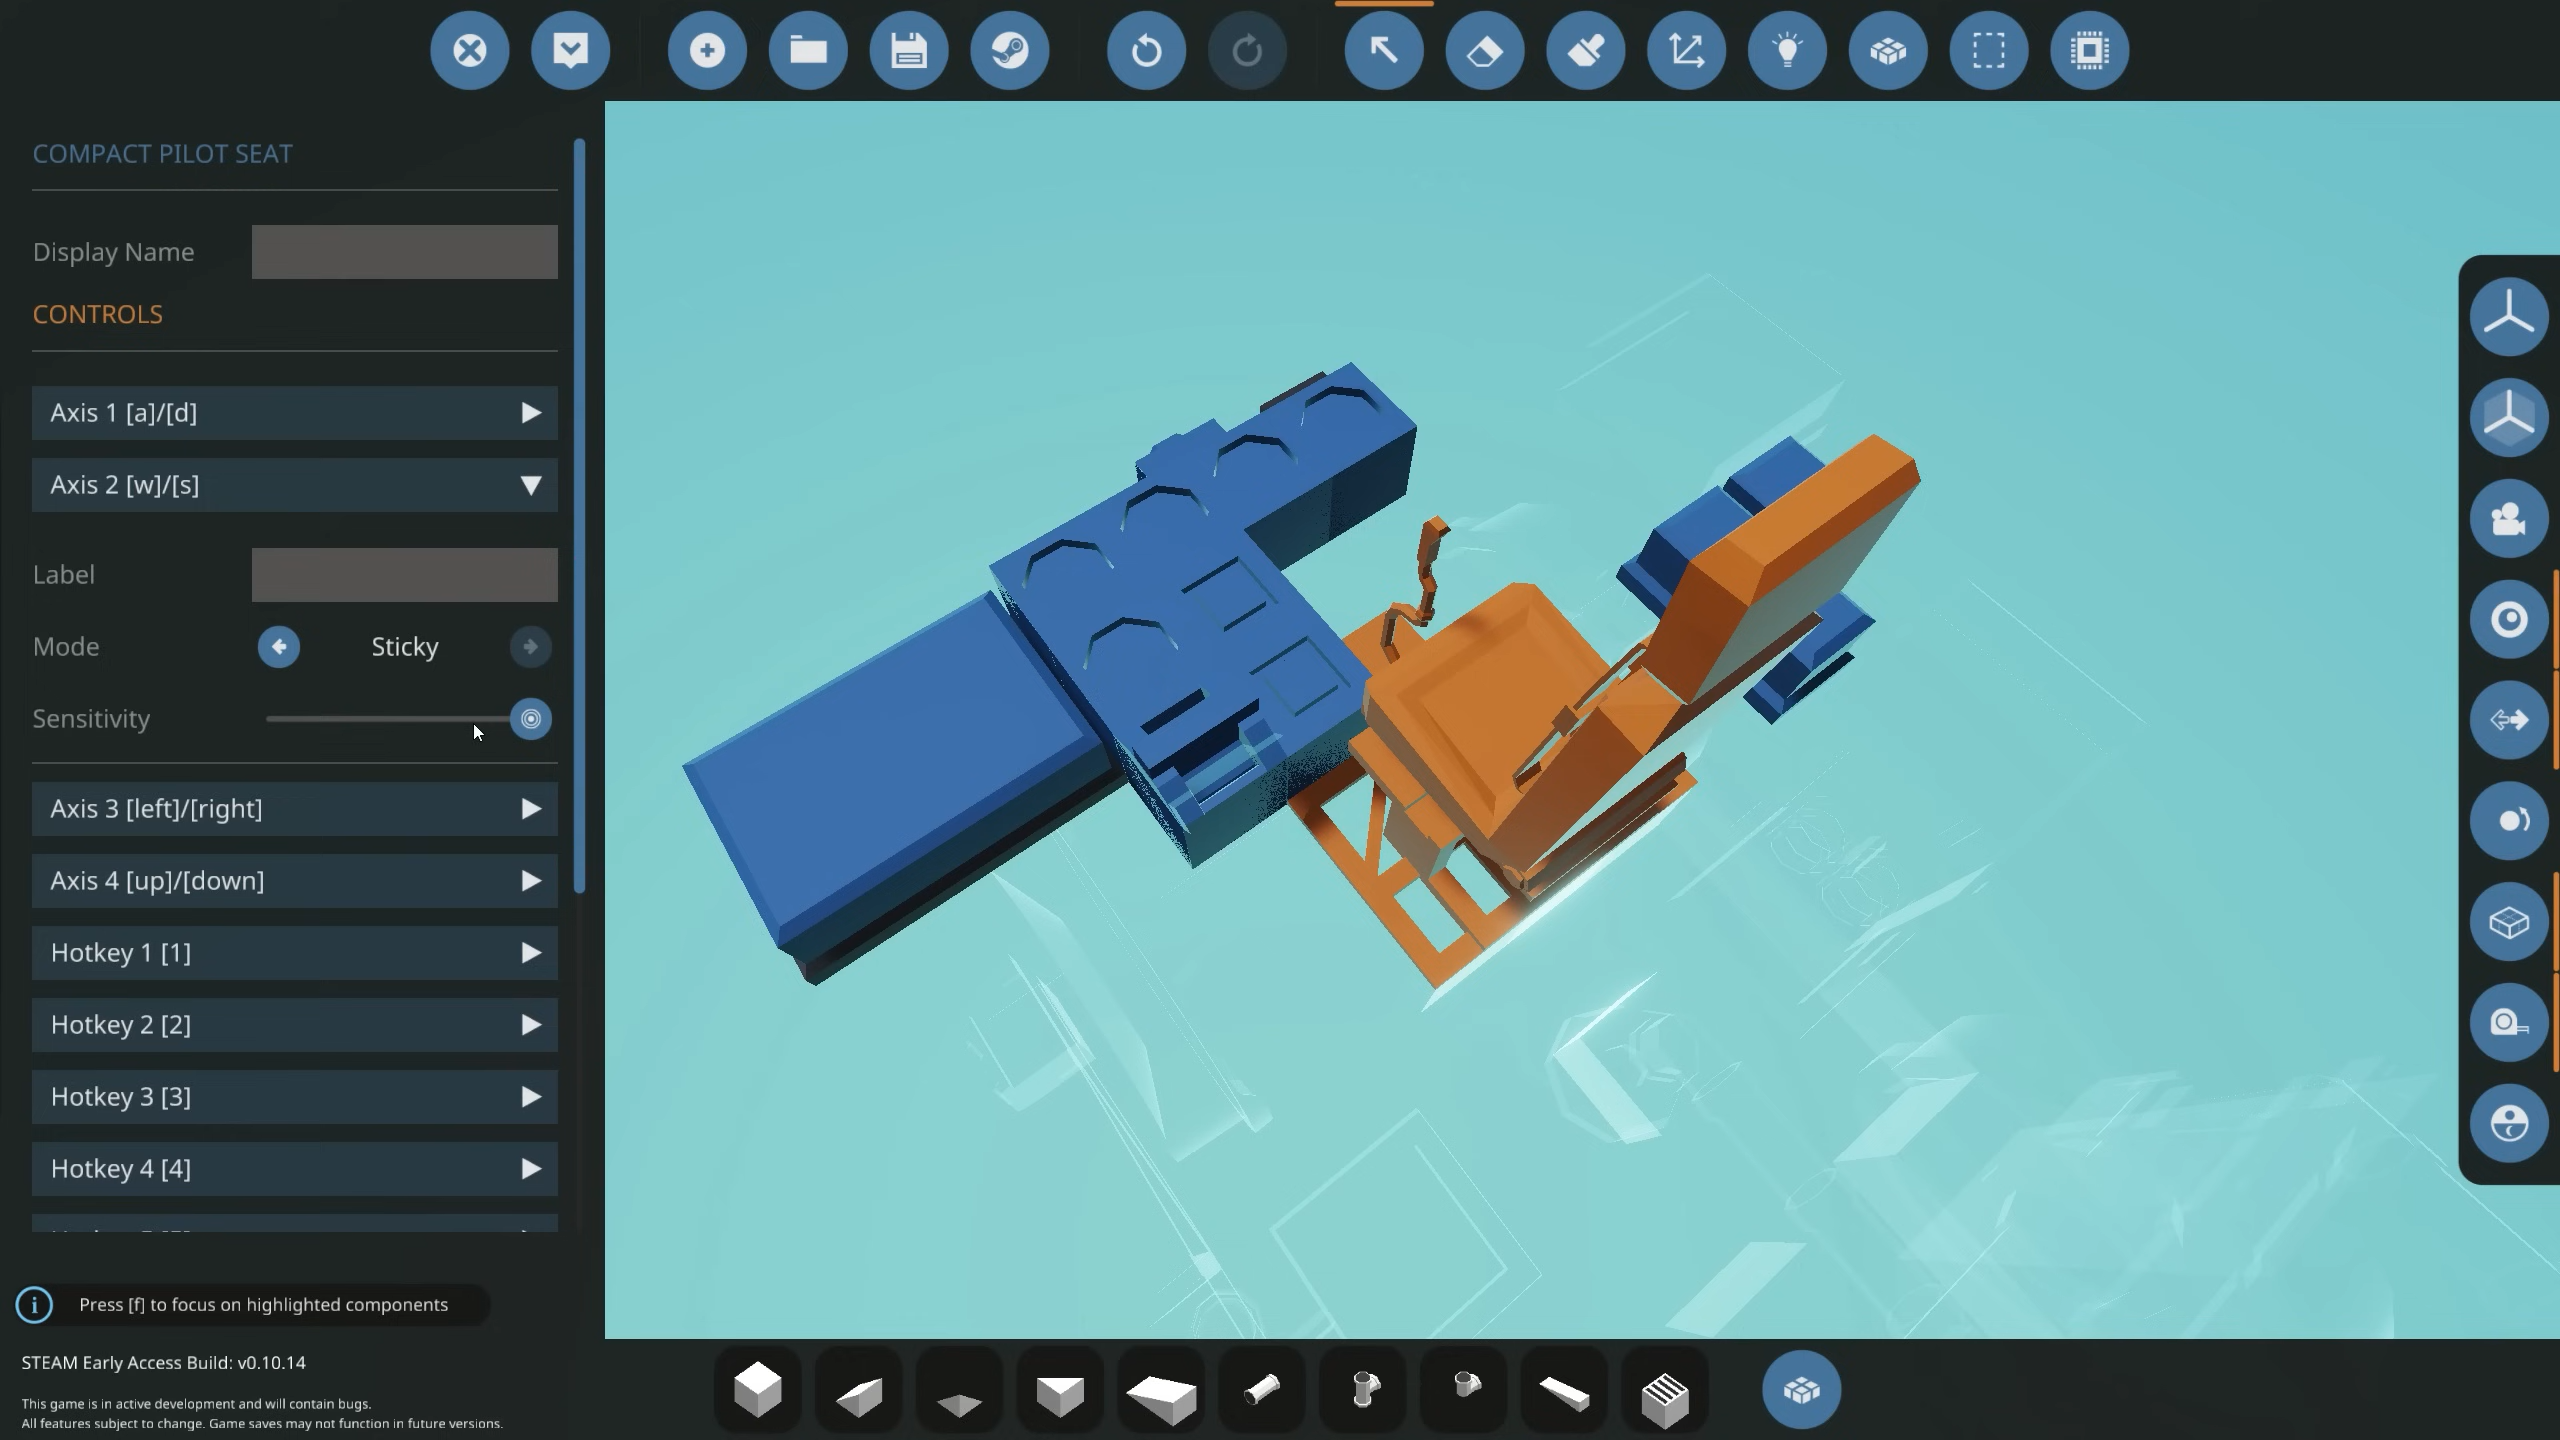 COMPACT PILOT SEAT
Display Name
CONTROLS
Axis 1 [a]/[d]
Axis 2 [w]/[s]
Label
Mode
Sticky
Sensitivity
Axis 3 [left]/[right]
Axis 4 [up]/[down]
Hotkey 1 [1]
Hotkey 2 [2]
Hotkey 3 [3]
Hotkey 4 [4]
Press [f] to focus on highlighted components
STEAM Early Access Build: v0.10.14
This game is in active development and will contain bugs.
All features subject to change. Game saves may not function in future versions.